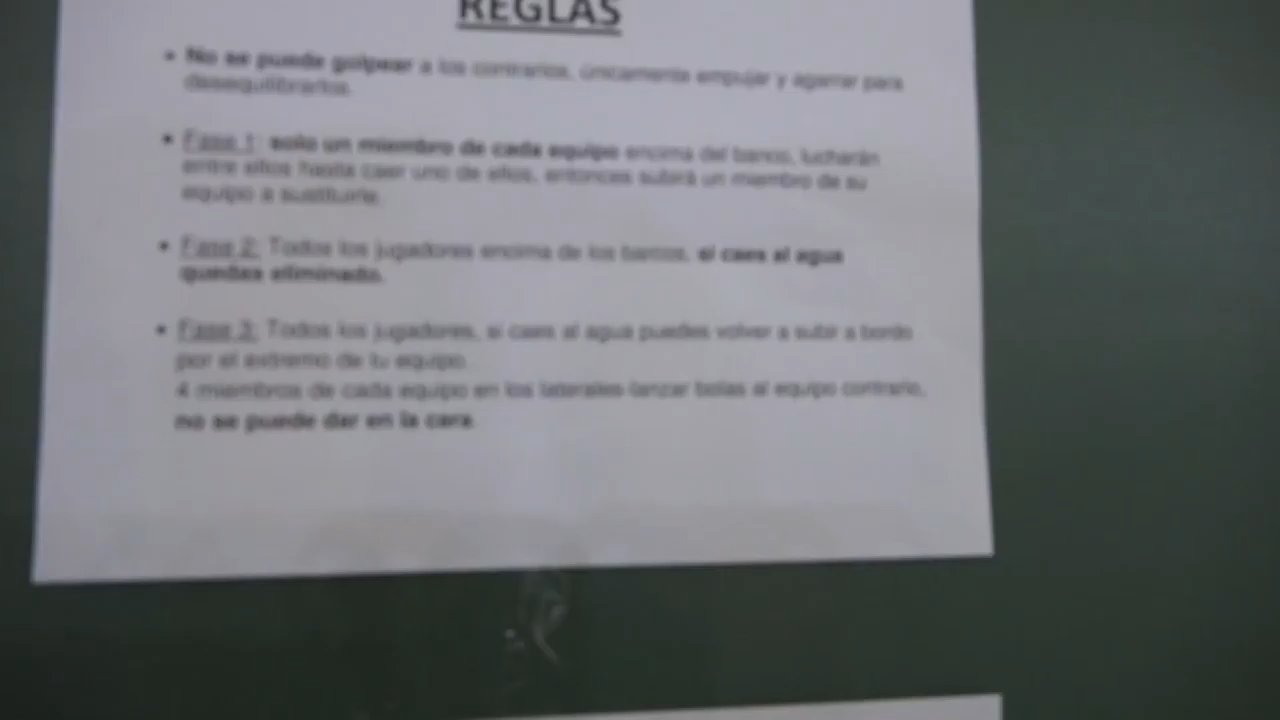 REGLAS
• No se puede golpear a los contrarios, únicamente empujar y agarrar para
desequilibrarlos.
• Fase 1: solo un miembro de cada equipo encima del banco, lucharán
entre ellos hasta caer uno de ellos, entonces subirá un miembro de su
equipo a sustituirle.
• Fase 2: Todos los jugadores encima de los bancos, si caes al agua
quedas eliminado.
• Fase 3: Todos los jugadores, si caes al agua puedes volver a subir a bordo
por el extremo de tu equipo.
4 miembros de cada equipo en los laterales lanzar bolas al equipo contrario,
no se puede dar en la cara.